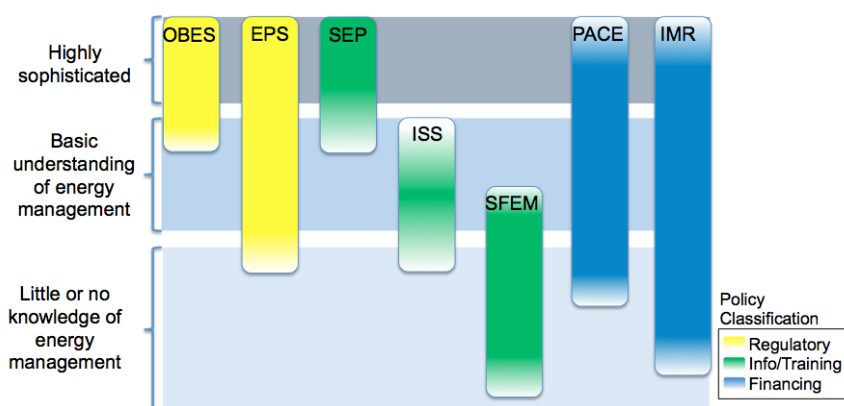 OBES
EPS
SEP
PACE
IMR
Highly
sophisticated
ISS
Basic
understanding
of energy
management
SFEM
Little or no
knowledge of
energy
management
Policy
Classification
Regulatory
Info/Training
Financing